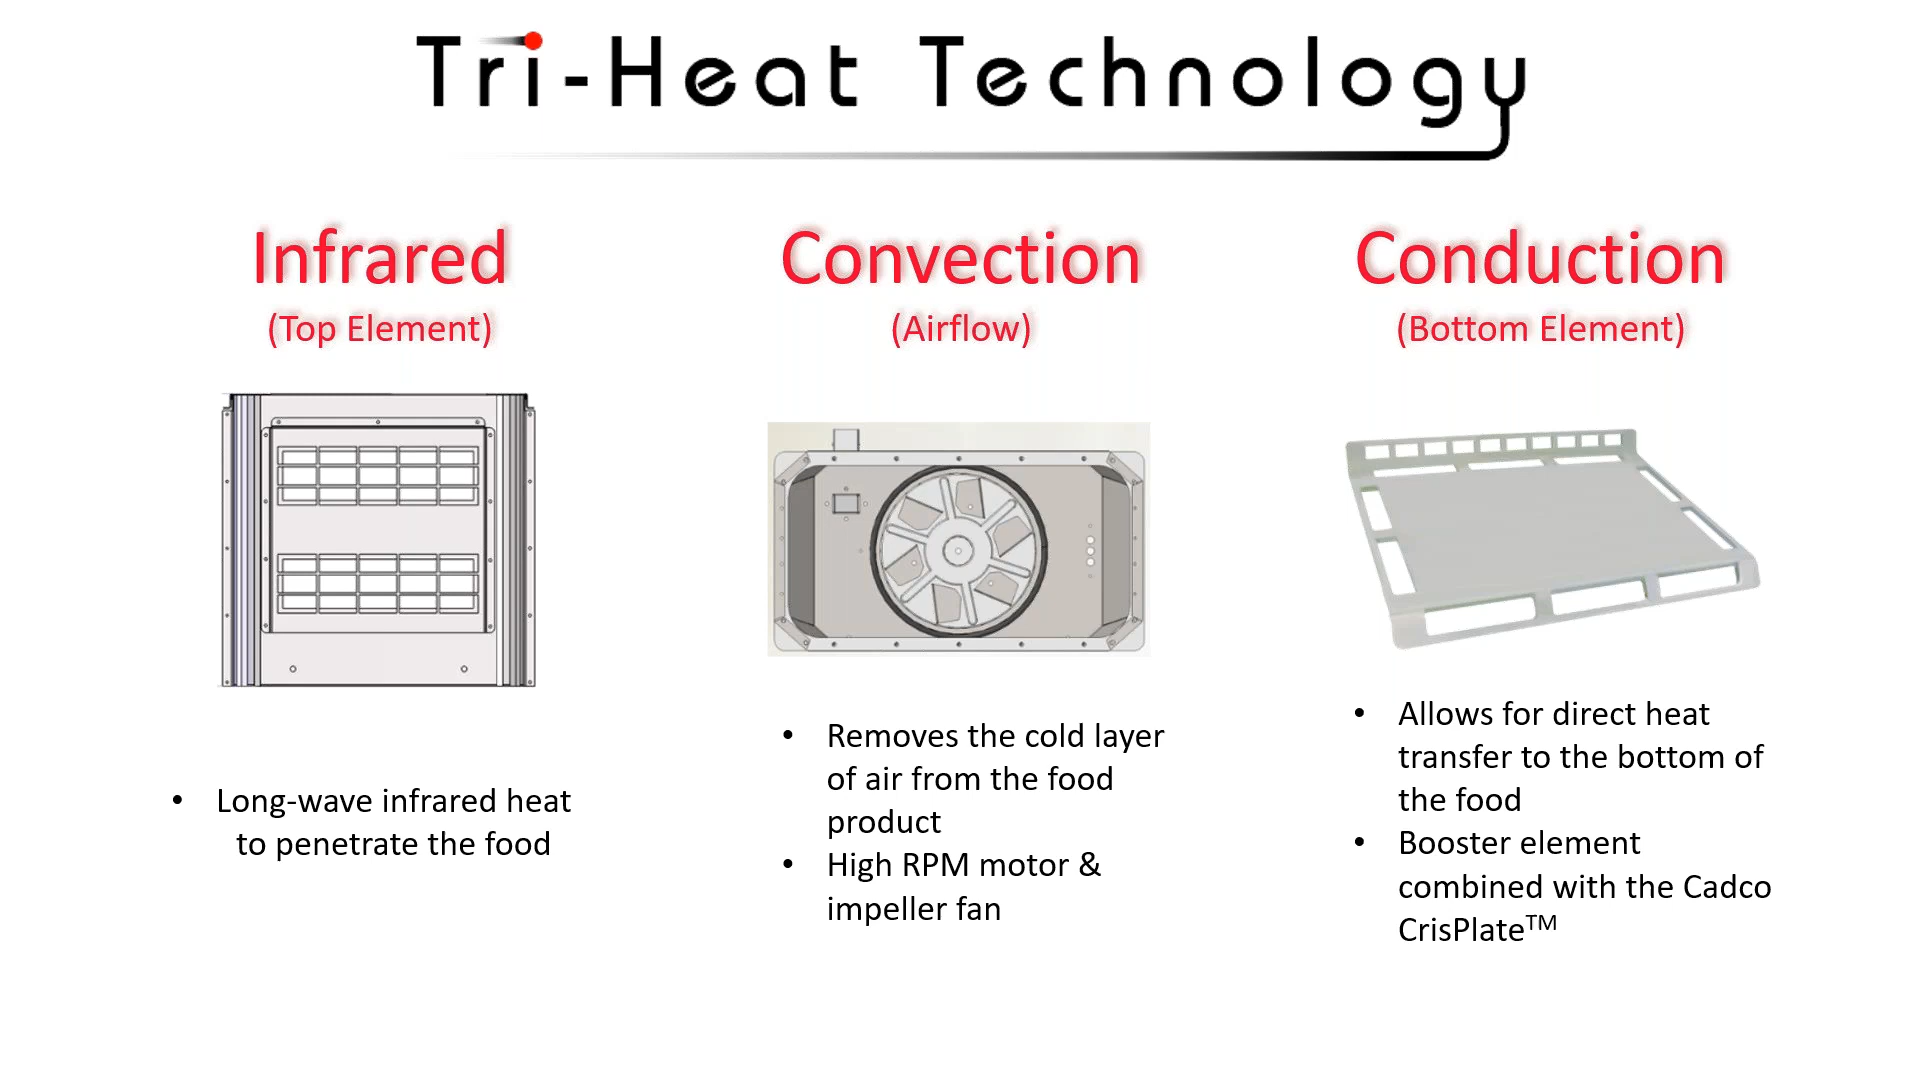 Tri-Heat Technology
Infrared
(Top Element)
• Long-wave infrared heat
to penetrate the food
Convection
(Airflow)
• Removes the cold layer
of air from the food
product
• High RPM motor &
impeller fan
Conduction
(Bottom Element)
• Allows for direct heat
transfer to the bottom of
the food
• Booster element
combined with the Cadco
CrisPlate™